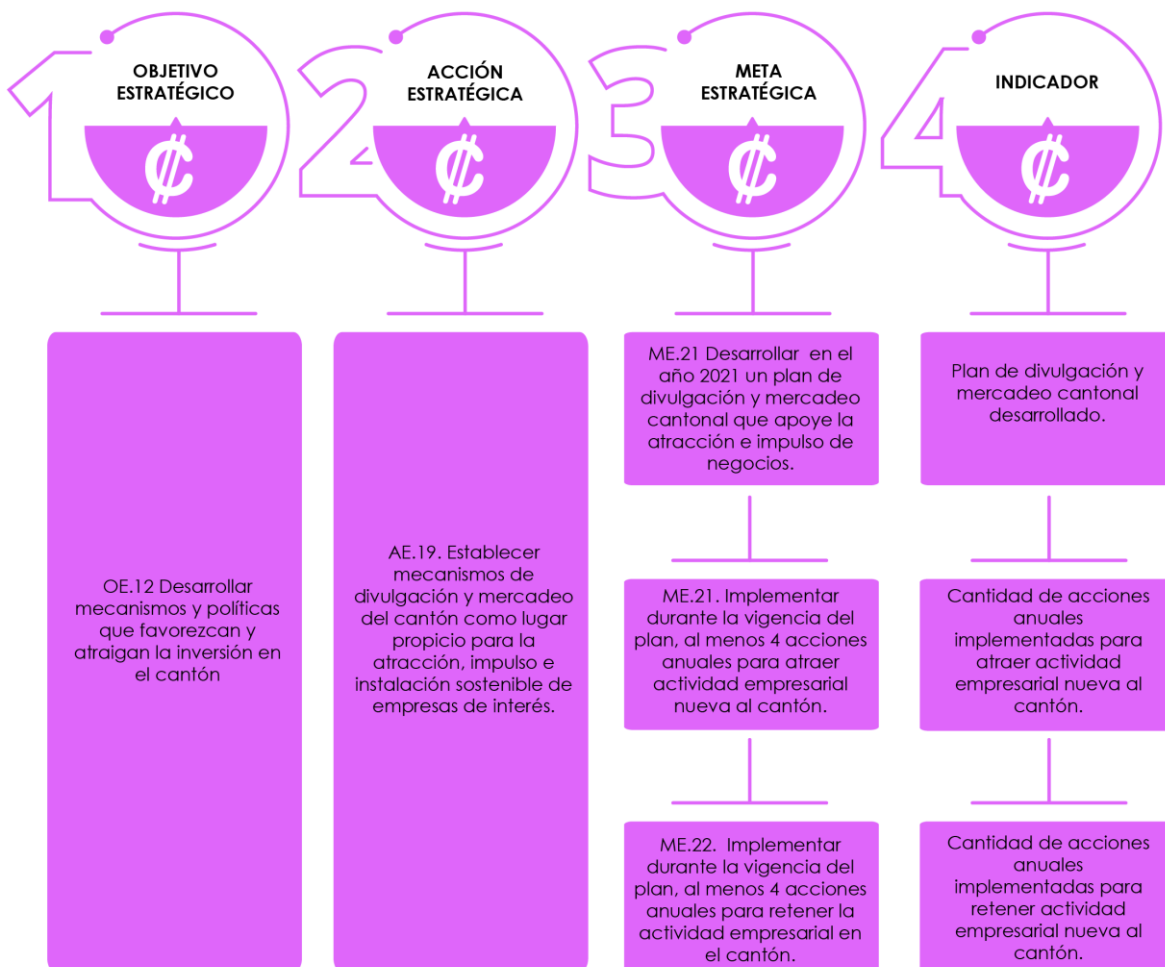 1
OBJETIVO
ESTRATÉGICO
₡
2
ACCIÓN
ESTRATÉGICA
₡
3
META
ESTRATÉGICA
₡
4
INDICADOR
₡
OE.12 Desarrollar
mecanismos y políticas
que favorezcan y
atraigan la inversión en
el cantón
AE.19. Establecer
mecanismos de
divulgación y mercadeo
del cantón como lugar
propicio para la
atracción, impulso e
instalación sostenible de
empresas de interés.
ME.21 Desarrollar en el
año 2021 un plan de
divulgación y mercadeo
cantonal que apoye la
atracción e impulso de
negocios.
Plan de divulgación y
mercadeo cantonal
desarrollado.
ME.21. Implementar
durante la vigencia del
plan, al menos 4 acciones
anuales para atraer
actividad empresarial
nueva al cantón.
Cantidad de acciones
anuales
implementadas para
atraer actividad
empresarial nueva al
cantón.
ME.22. Implementar
durante la vigencia del
plan, al menos 4 acciones
anuales para retener la
actividad empresarial en
el cantón.
Cantidad de acciones
anuales
implementadas para
retener actividad
empresarial nueva al
cantón.